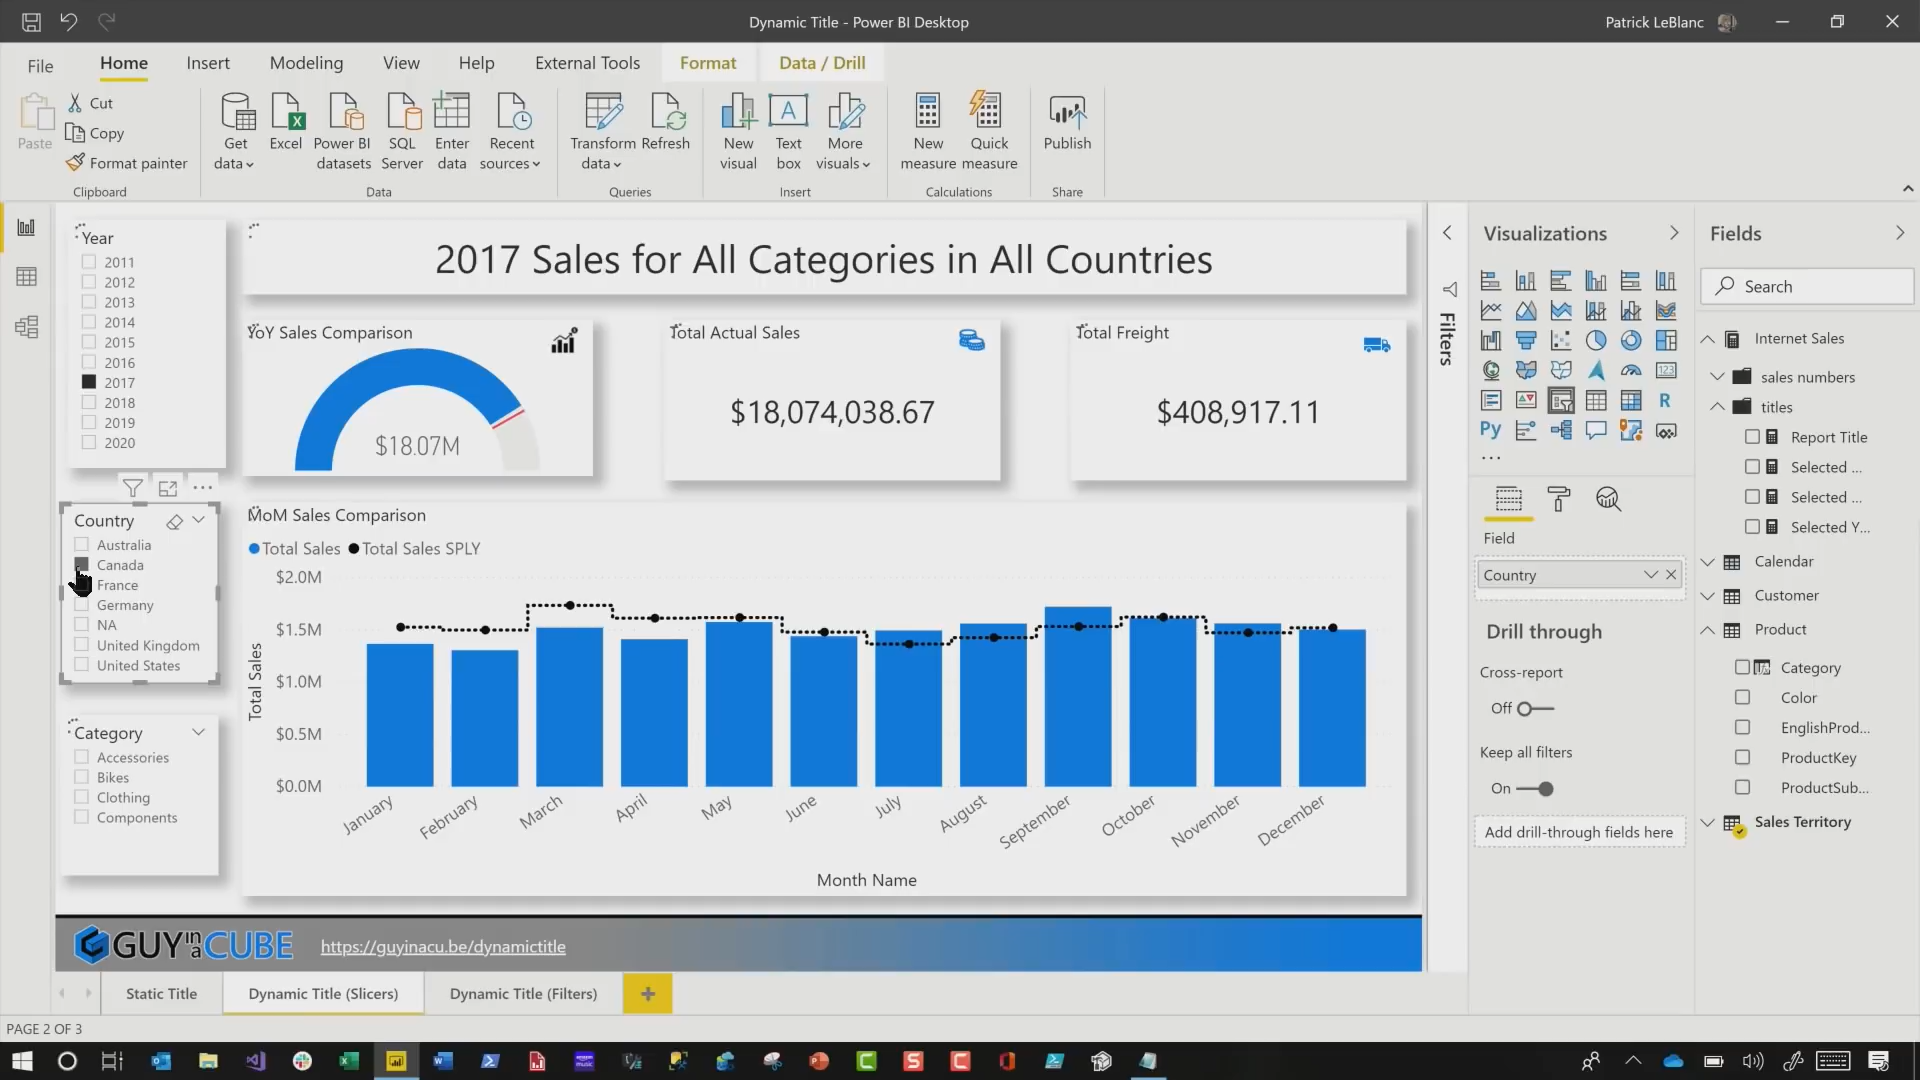 Dynamic Title - Power BI Desktop
Patrick LeBlanc
File
Home
Insert
Modeling
View
Help
External Tools
Format
Data / Drill
Paste
Cut
Copy
Format painter
Clipboard
Get data
Excel
Power BI datasets
SQL Server
Enter data
Recent sources
Data
Transform data
Refresh
Queries
New visual
A
Text box
More visuals
Insert
New measure
Quick measure
Calculations
Publish
Share
Year
2011
2012
2013
2014
2015
2016
2017
2018
2019
2020
2017 Sales for All Categories in All Countries
YoY Sales Comparison
$18.07M
Total Actual Sales
$18,074,038.67
Total Freight
$408,917.11
Country
Australia
Canada
France
Germany
NA
United Kingdom
United States
Category
Accessories
Bikes
Clothing
Components
MoM Sales Comparison
Total Sales
Total Sales SPLY
Total Sales
$2.0M
$1.5M
$1.0M
$0.5M
$0.0M
January
February
March
April
May
June
July
August
September
October
November
December
Month Name
GUY in a CUBE
https://guyinacu.be/dynamictitle
Static Title
Dynamic Title (Slicers)
Dynamic Title (Filters)
PAGE 2 OF 3
Filters
Visualizations
123
R
Py
...
Field
Country
Drill through
Cross-report
Off
Keep all filters
On
Add drill-through fields here
Fields
Search
Internet Sales
sales numbers
titles
Report Title
Selected ...
Selected ...
Selected Y...
Calendar
Customer
Product
Category
Color
EnglishProd...
ProductKey
ProductSub...
Sales Territory